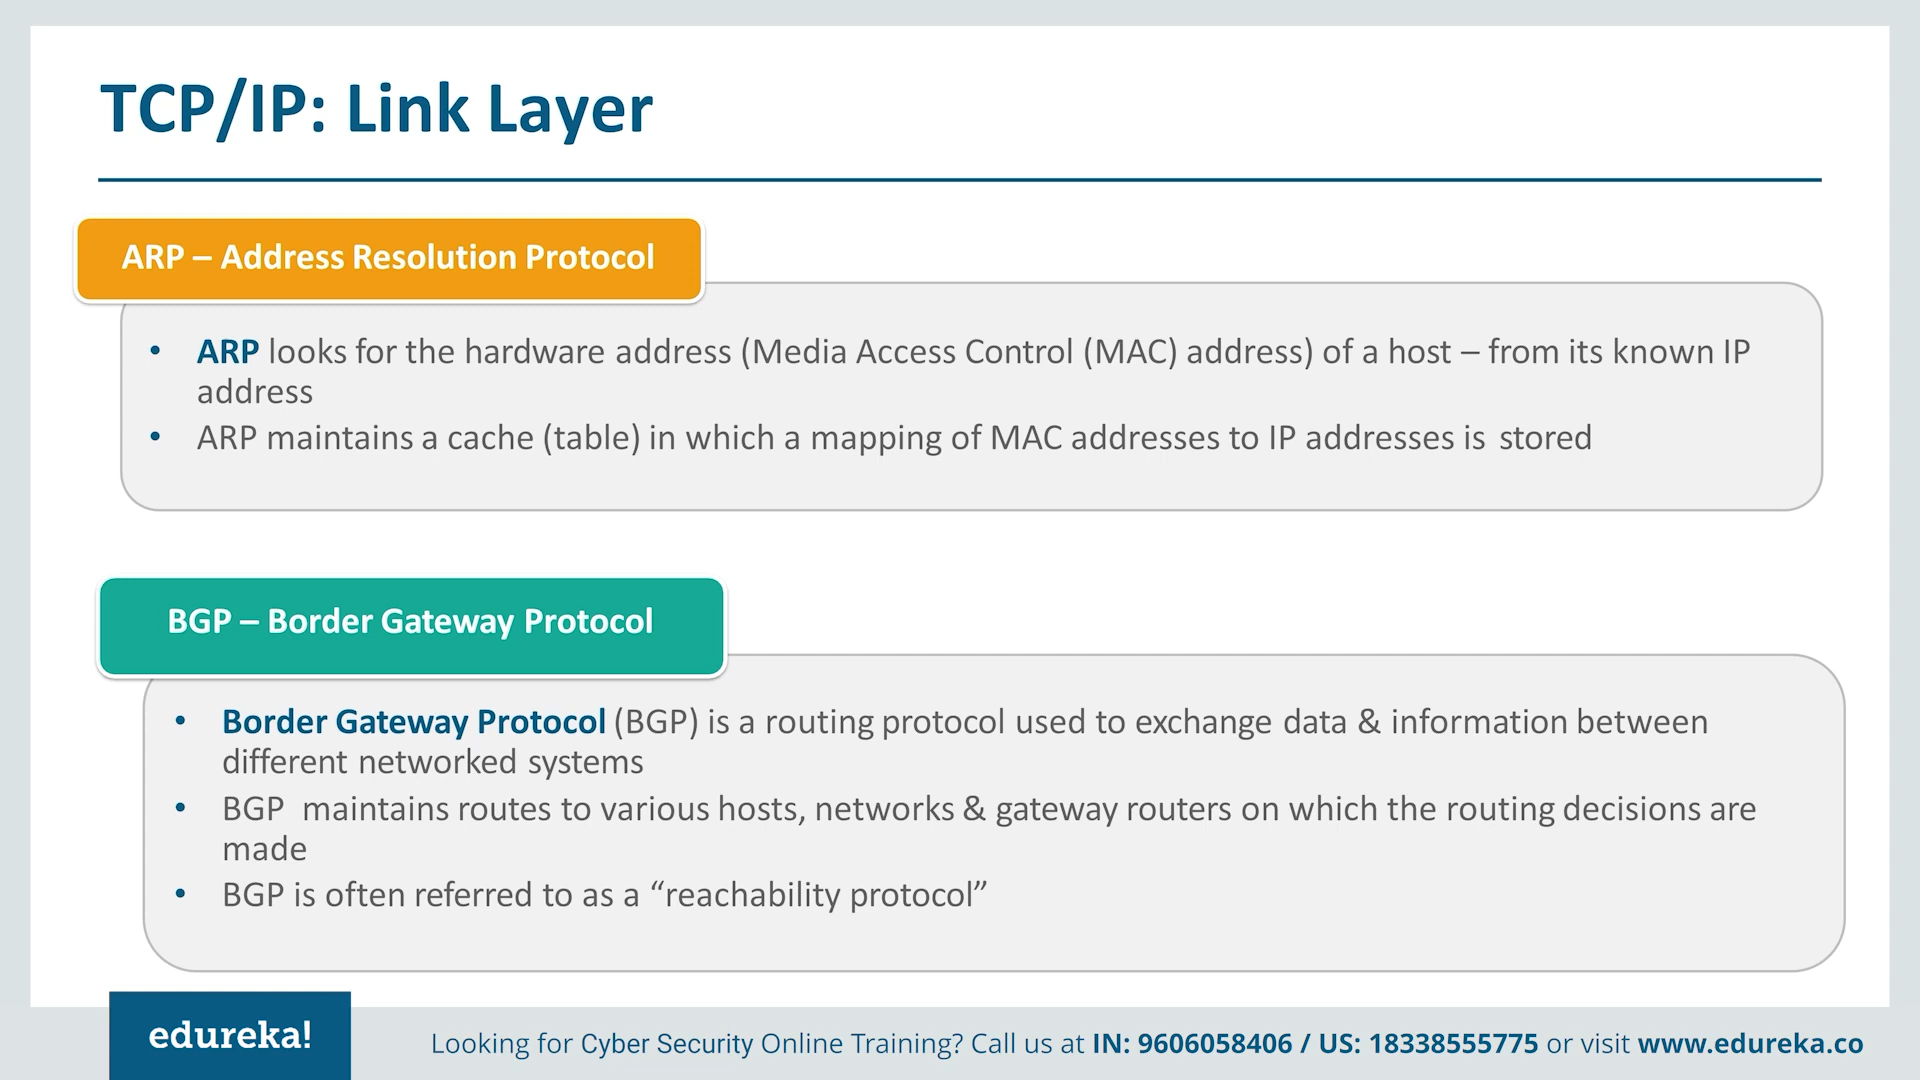 TCP/IP: Link Layer
ARP – Address Resolution Protocol
• ARP looks for the hardware address (Media Access Control (MAC) address) of a host – from its known IP
address
• ARP maintains a cache (table) in which a mapping of MAC addresses to IP addresses is stored
BGP – Border Gateway Protocol
• Border Gateway Protocol (BGP) is a routing protocol used to exchange data & information between
different networked systems
• BGP maintains routes to various hosts, networks & gateway routers on which the routing decisions are
made
• BGP is often referred to as a “reachability protocol”
edureka!
Looking for Cyber Security Online Training? Call us at IN: 9606058406 / US: 18338555775 or visit www.edureka.co